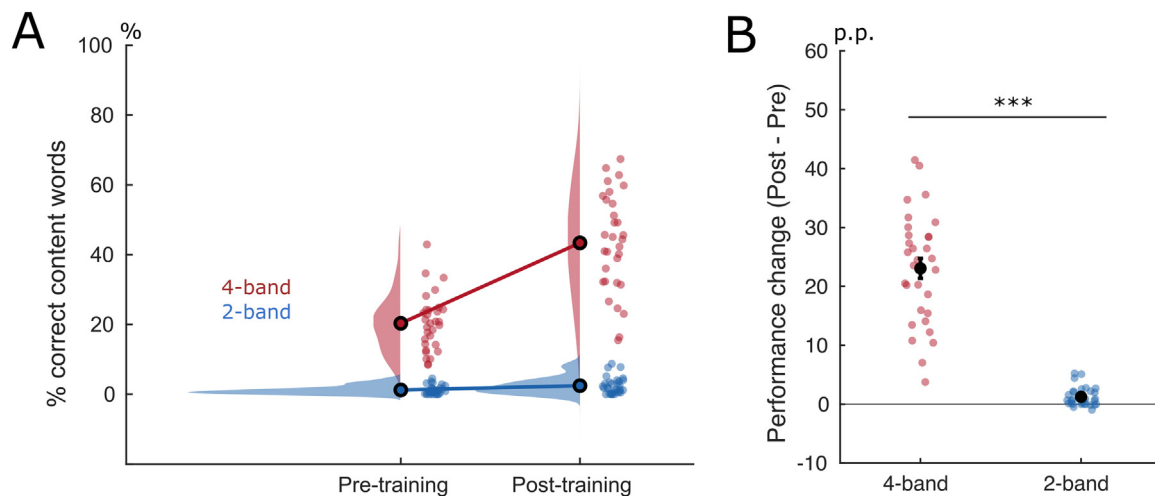 A
%
100
80
60
40
20
0
% correct content words
4-band
2-band
Pre-training
Post-training
B
p.p.
60
50
40
30
20
10
0
-10
Performance change (Post - Pre)
***
4-band
2-band